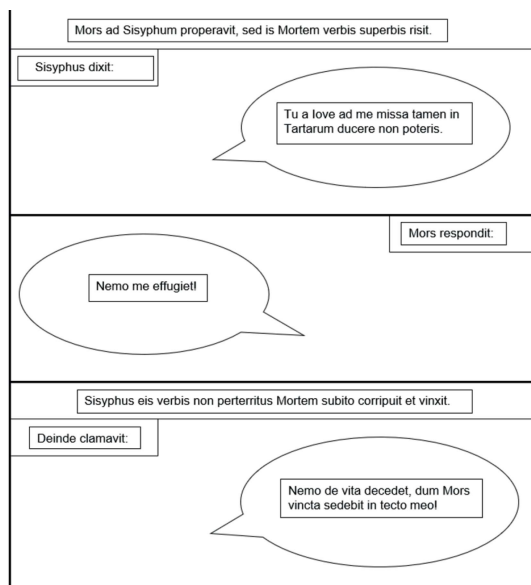 Mors ad Sisyphum properavit, sed is Mortem verbis superbis risit.
Sisyphus dixit:
Tu a Iove ad me missa tamen in
Tartarum ducere non poteris.
Mors respondit:
Nemo me effugiet!
Sisyphus eis verbis non perterritus Mortem subito corripuit et vinxit.
Deinde clamavit:
Nemo de vita decedet, dum Mors
vincta sedebit in tecto meo!